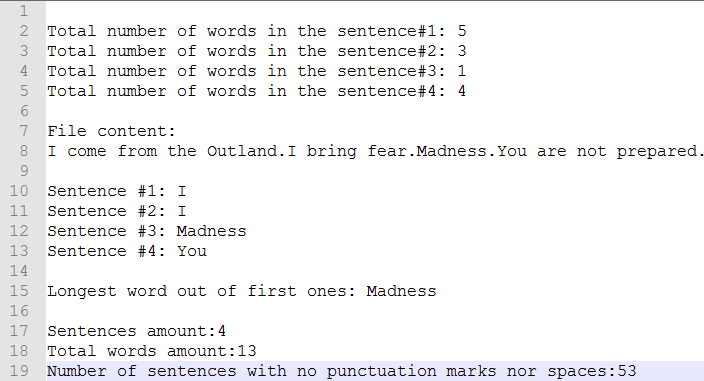 1
2 Total number of words in the sentence#1: 5
3 Total number of words in the sentence#2: 3
4 Total number of words in the sentence#3: 1
5 Total number of words in the sentence#4: 4
6
7 File content:
8 I come from the Outland.I bring fear.Madness.You are not prepared.
9
10 Sentence #1: I
11 Sentence #2: I
12 Sentence #3: Madness
13 Sentence #4: You
14
15 Longest word out of first ones: Madness
16
17 Sentences amount:4
18 Total words amount:13
19 Number of sentences with no punctuation marks nor spaces:53